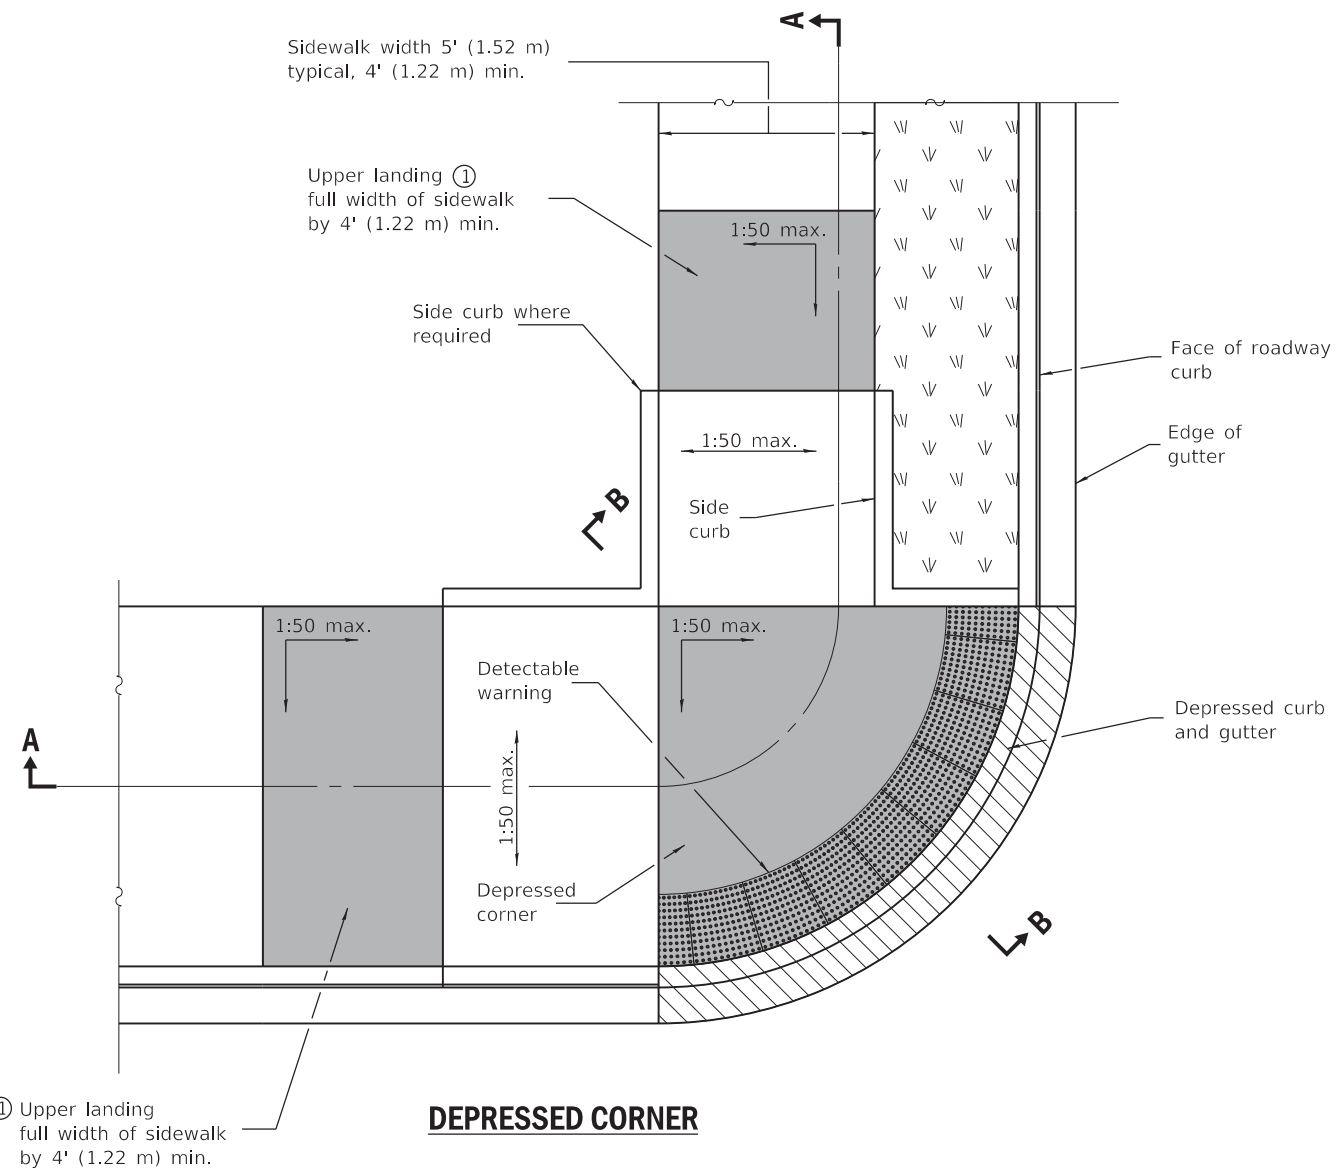 A
Sidewalk width 5' (1.52 m)
typical, 4' (1.22 m) min.
Upper landing ①
full width of sidewalk
by 4' (1.22 m) min.
1:50 max.
Side curb where
required
Face of roadway
curb
1:50 max.
Edge of
gutter
B
Side
curb
1:50 max.
1:50 max.
Detectable
warning
Depressed curb
and gutter
A
1:50 max.
Depressed
corner
B
① Upper landing
full width of sidewalk
by 4' (1.22 m) min.
DEPRESSED CORNER